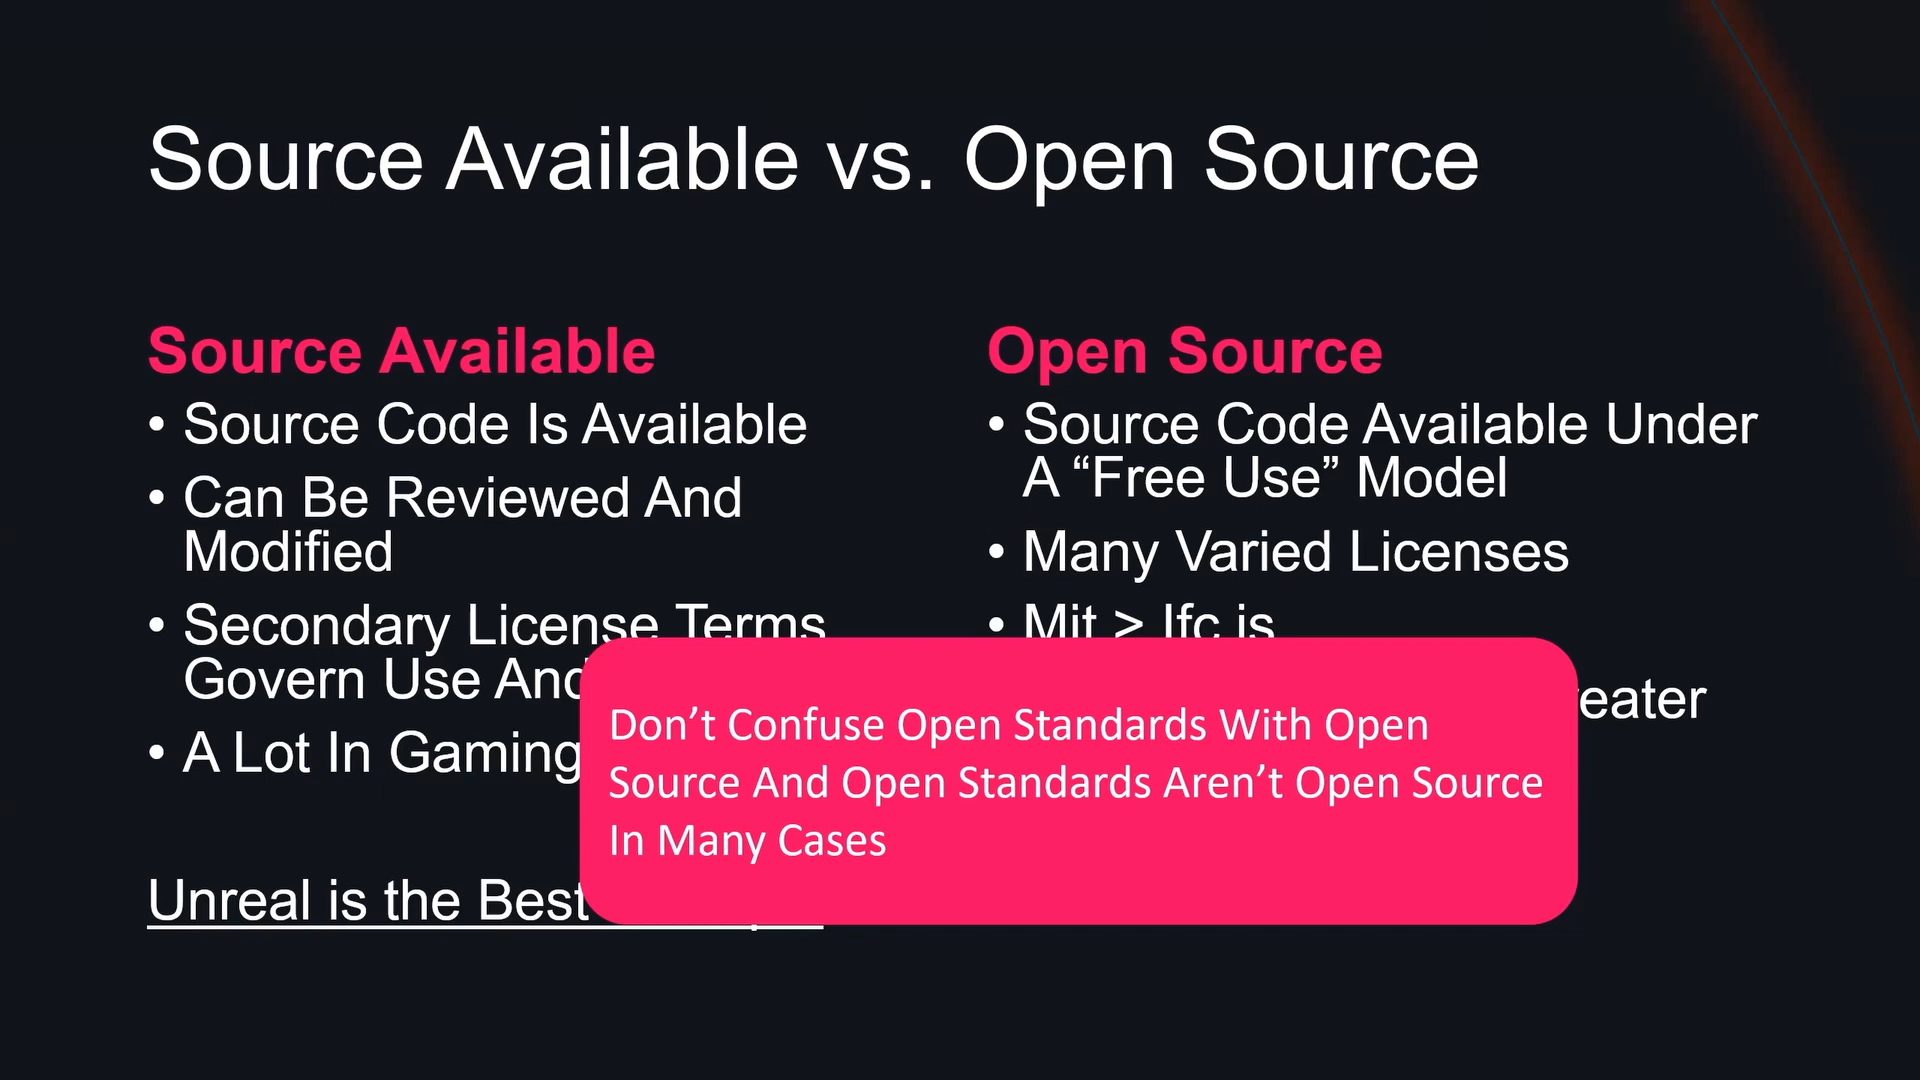 Source Available vs. Open Source
Source Available
• Source Code Is Available
• Can Be Reviewed And
Modified
• Secondary License Terms
Govern Use And
• A Lot In Gaming
Unreal is the Best
Open Source
• Source Code Available Under
A “Free Use” Model
• Many Varied Licenses
• Mit > Ifc is
Don’t Confuse Open Standards With Open
Source And Open Standards Aren’t Open Source
In Many Cases